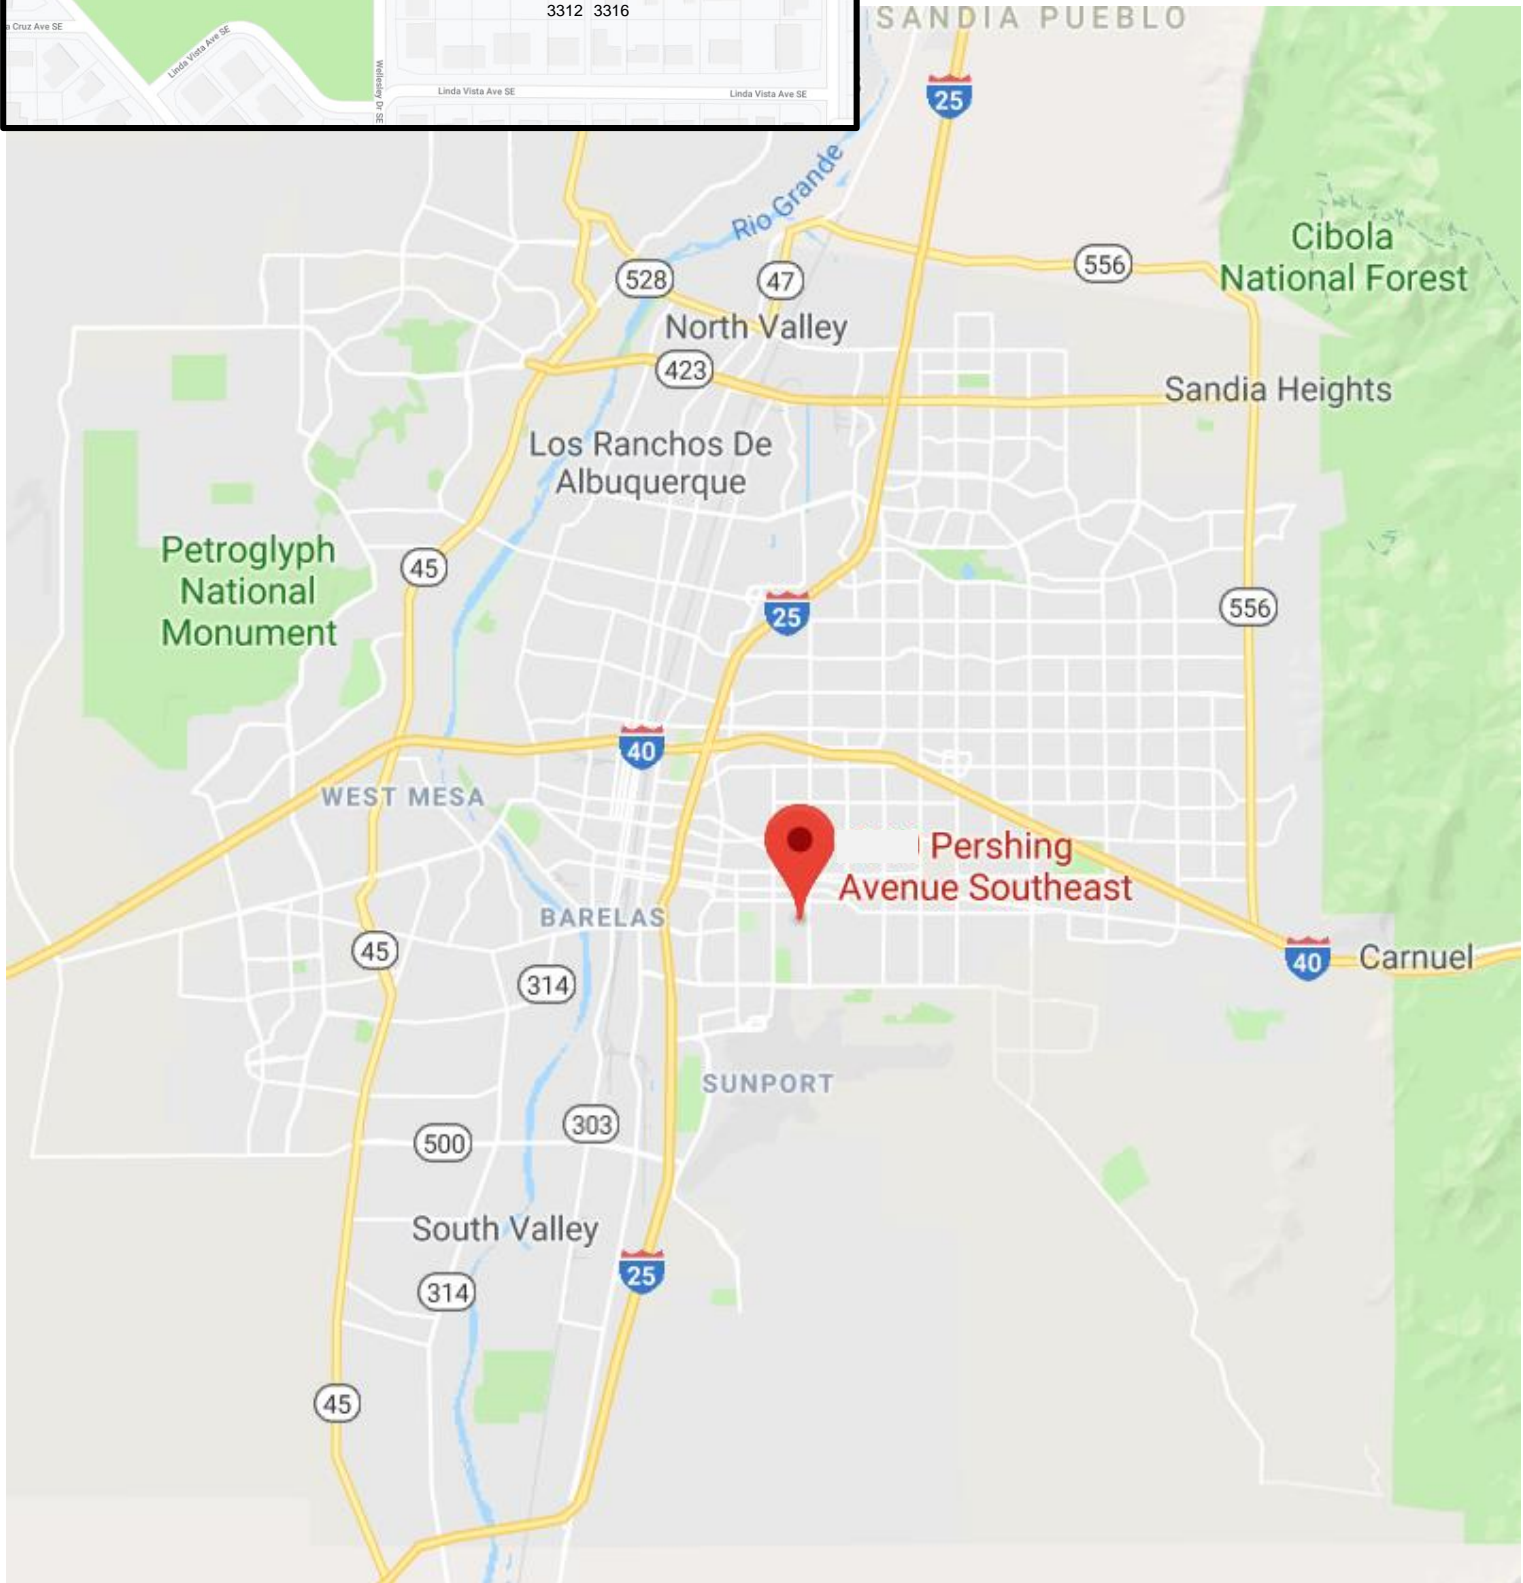 3312 3316
a Cruz Ave SE
Linda Vista Ave SE
Wellesley Dr SE
Linda Vista Ave SE
Linda Vista Ave SE
SANDIA PUEBLO
25
Rio Grande
Cibola
National Forest
528
47
556
North Valley
423
Sandia Heights
Los Ranchos De
Albuquerque
Petroglyph
National
Monument
45
25
556
40
WEST MESA
Pershing
Avenue Southeast
BARELAS
45
314
40
Carnuel
SUNPORT
303
500
South Valley
25
314
45